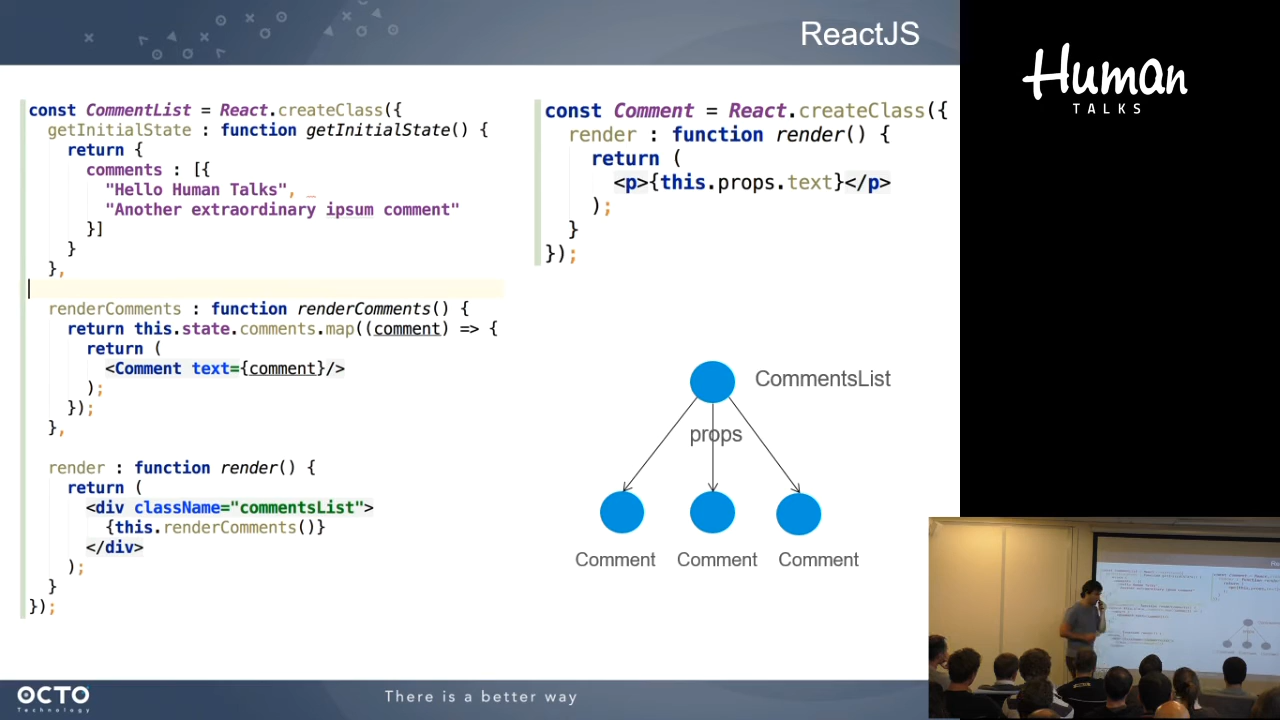 ReactJS
const CommentList = React.createClass({
getInitialState : function getInitialState() {
return {
comments : [{
"Hello Human Talks", _
"Another extraordinary ipsum comment"
}]
}
},
renderComments : function renderComments() {
return this.state.comments.map((comment) => {
return (
<Comment text={comment}/>
);
});
},
render : function render() {
return (
<div className="commentsList">
{this.renderComments()}
</div>
);
}
});
const Comment = React.createClass({
render : function render() {
return (
<p>{this.props.text}</p>
);
}
});
CommentsList
props
Comment Comment Comment
Human
TALKS
OCTO
Technology
There is a better way